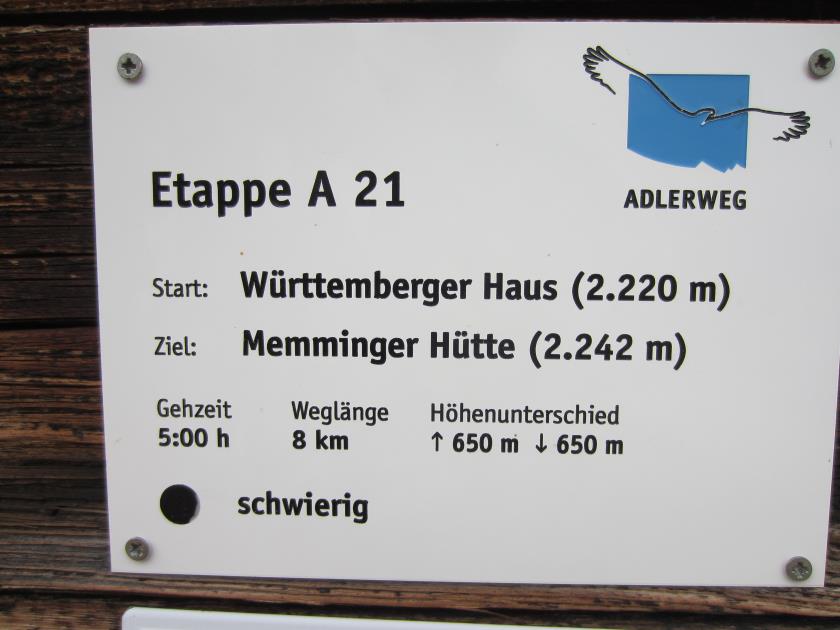 ADLERWEG
Etappe A 21
Start: Württemberger Haus (2.220 m)
Ziel: Memminger Hütte (2.242 m)
Gehzeit Weglänge Höhenunterschied
5:00 h 8 km ↑ 650 m ↓ 650 m
schwierig